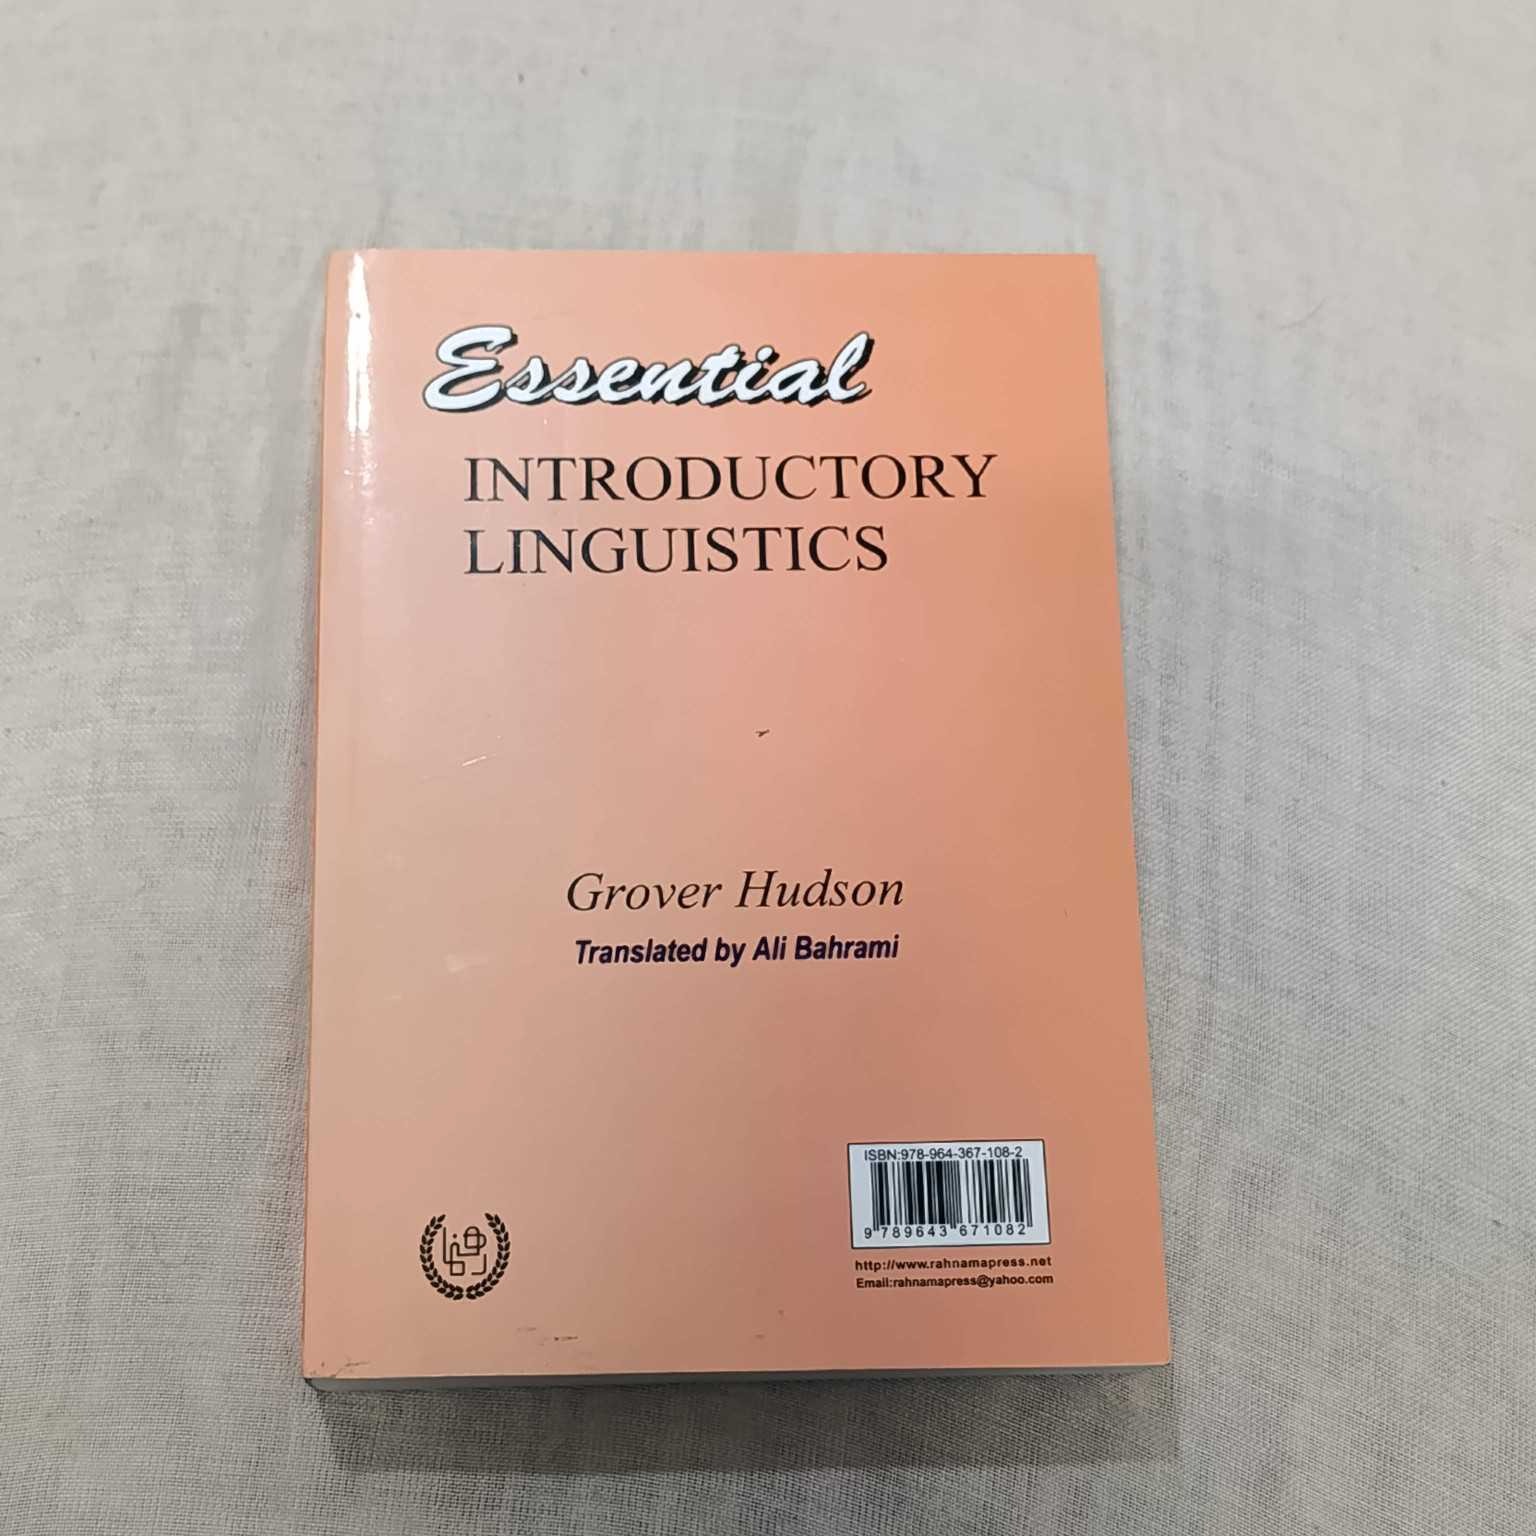 Essential
INTRODUCTORY
LINGUISTICS
Grover Hudson
Translated by Ali Bahrami
ISBN:978-964-367-108-2
9 789643 671082
http://www.rahnamapress.net
Email:rahnamapress@yahoo.com
رهنما